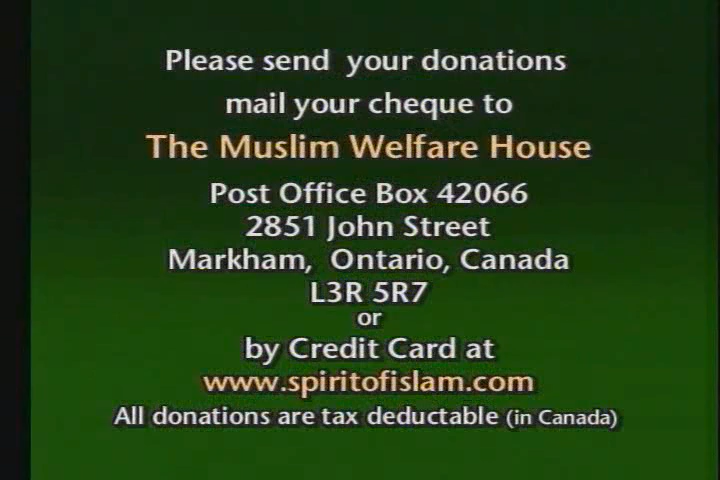 Please send your donations
mail your cheque to
The Muslim Welfare House
Post Office Box 42066
2851 John Street
Markham, Ontario, Canada
L3R 5R7
or
by Credit Card at
www.spiritofislam.com
All donations are tax deductable (in Canada)